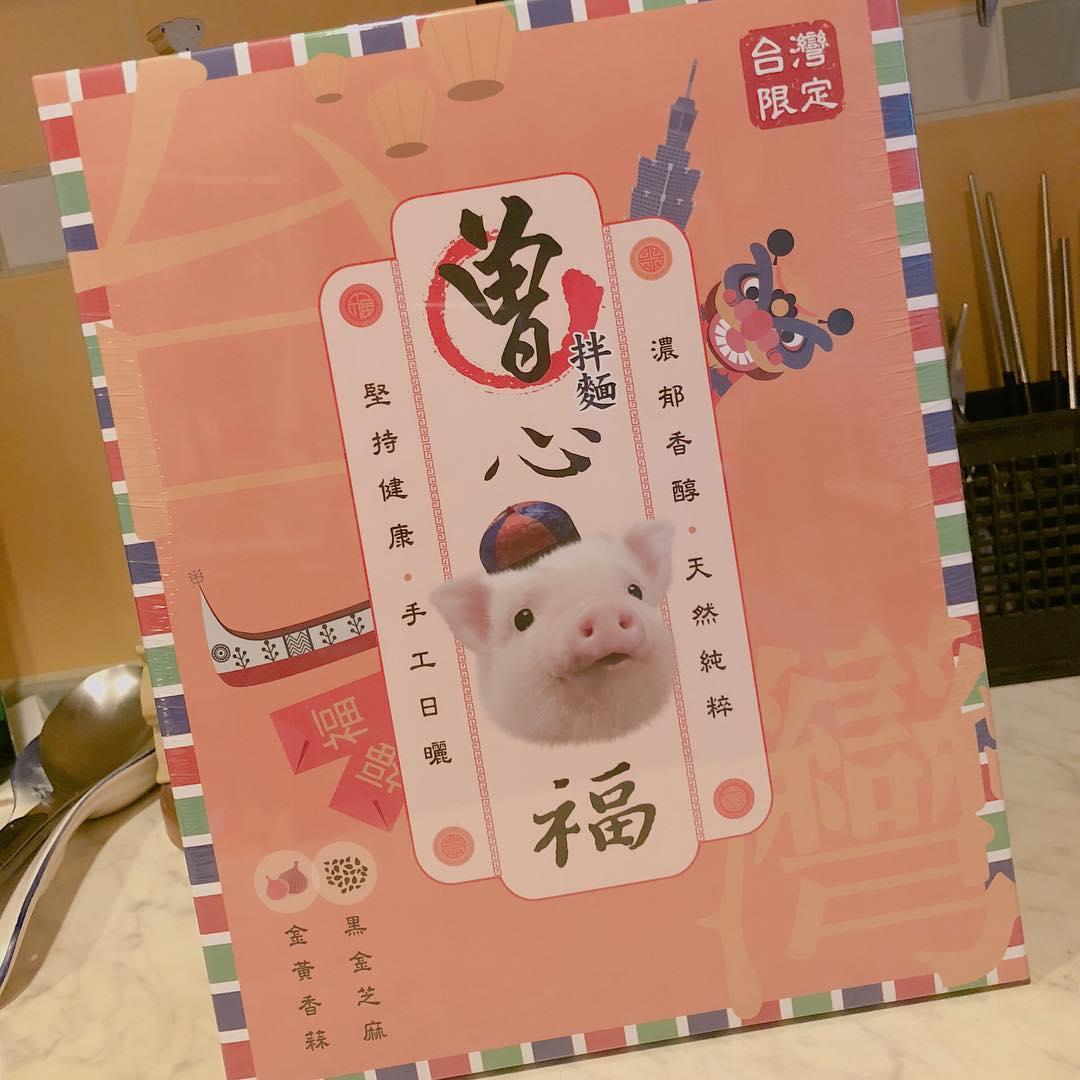 台灣
限定
曾
拌麵
心
福
濃郁香醇・天然純粹
堅持健康・手工日曬
福
福
黑金芝麻
金黃香蒜
台
灣